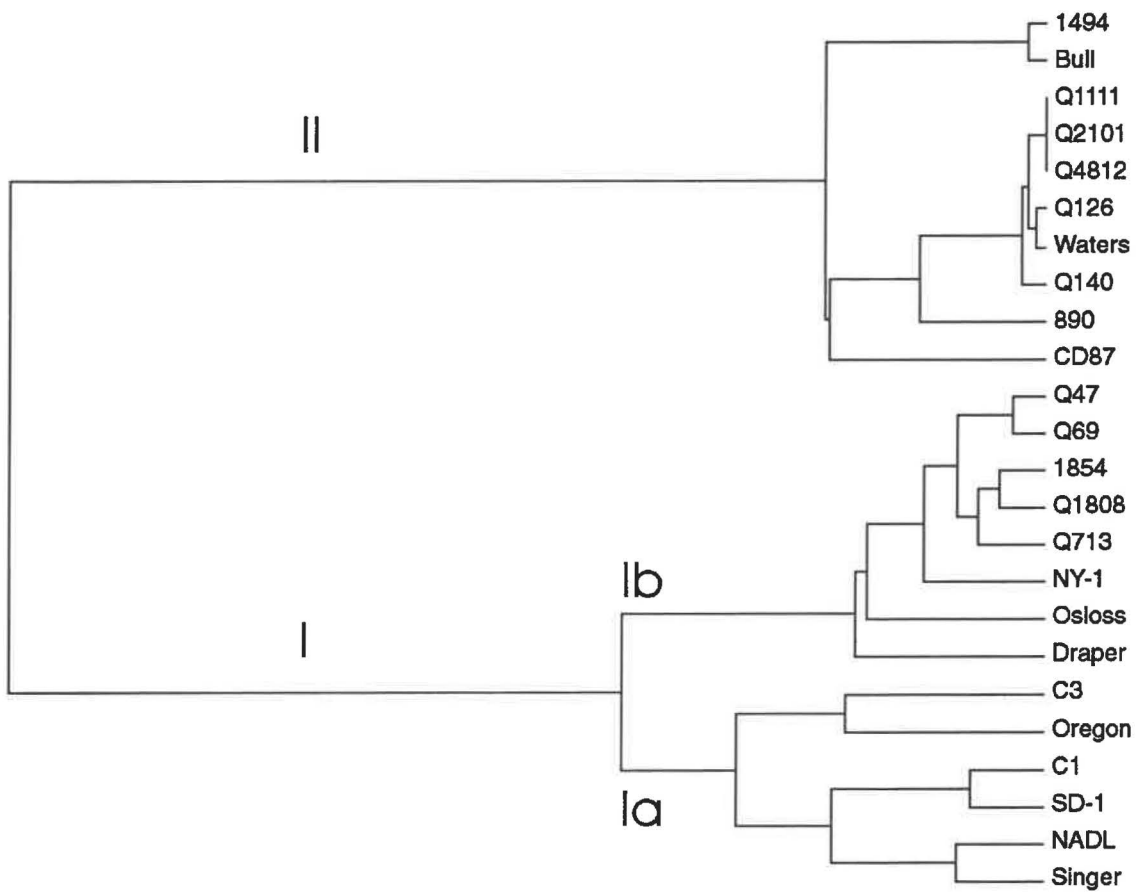 1494
Bull
Q1111
II
Q2101
Q4812
Q126
Waters
Q140
890
CD87
Q47
Q69
1854
Q1808
Q713
Ib
NY-1
Osloss
I
Draper
C3
Oregon
C1
Ia
SD-1
NADL
Singer